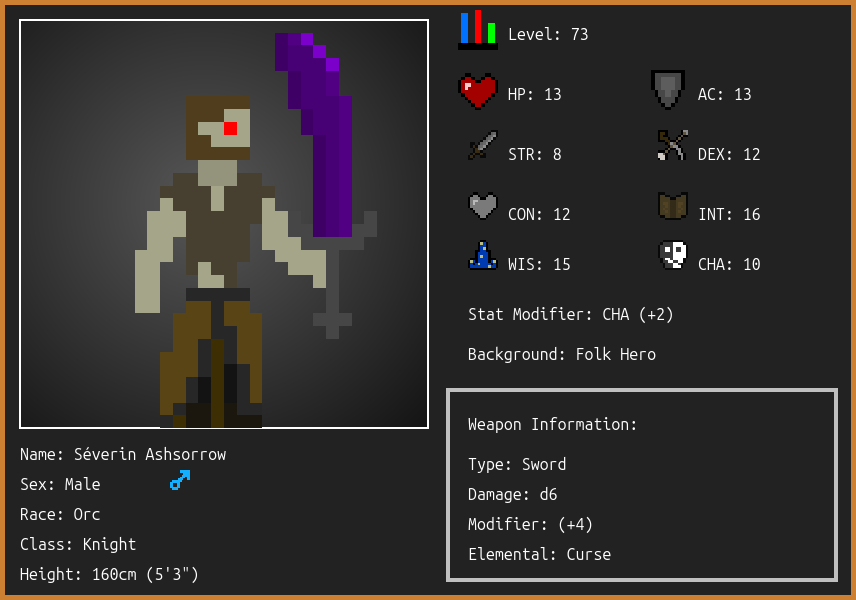 Level: 73
HP: 13
AC: 13
STR: 8
DEX: 12
CON: 12
INT: 16
WIS: 15
CHA: 10
Stat Modifier: CHA (+2)
Background: Folk Hero
Weapon Information:
Type: Sword
Damage: d6
Modifier: (+4)
Elemental: Curse
Name: Séverin Ashsorrow
Sex: Male
Race: Orc
Class: Knight
Height: 160cm (5'3")